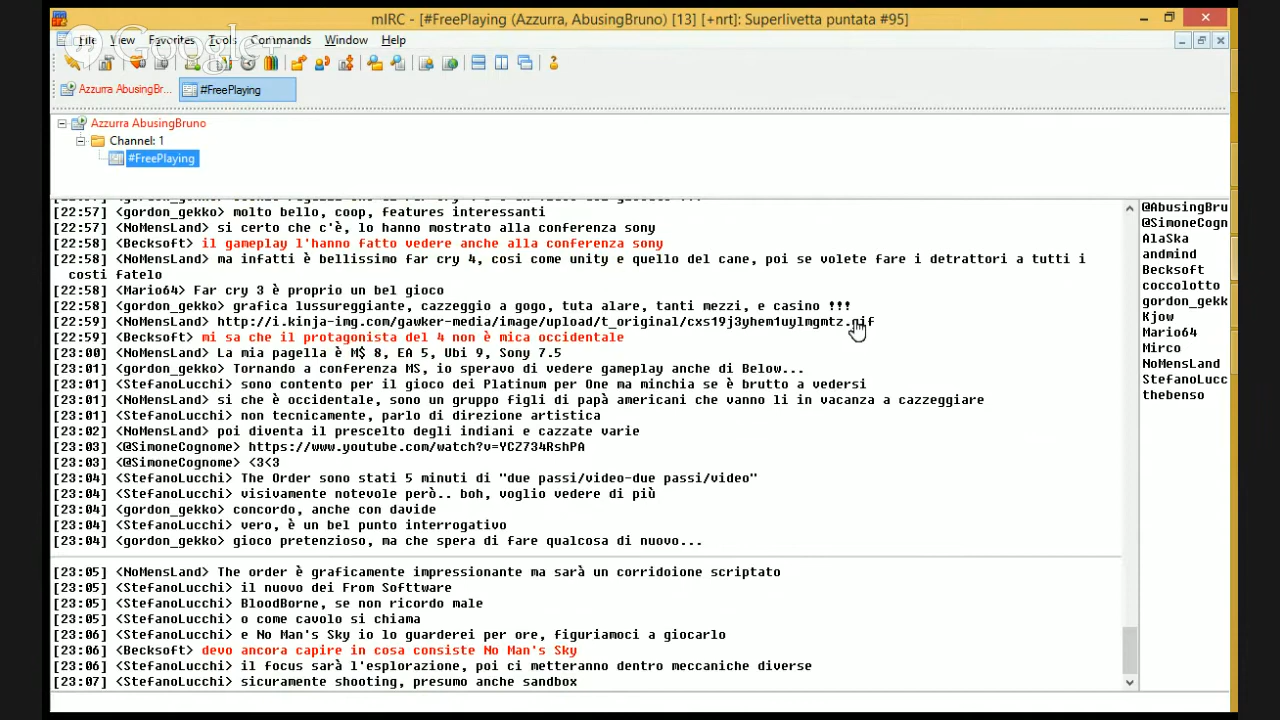 mIRC - [#FreePlaying (Azzurra, AbusingBruno) [13] [+nrt]: Superlivetta puntata #95]
File View Favorites Tools Commands Window Help
Google+
Azzurra AbusingBr... #FreePlaying
Azzurra AbusingBruno
Channel: 1
#FreePlaying
[22:57] <gordon_gekko> molto bello, coop, features interessanti
[22:57] <NoMensLand> si certo che c'è, lo hanno mostrato alla conferenza sony
[22:58] <Becksoft> il gameplay l'hanno fatto vedere anche alla conferenza sony
[22:58] <NoMensLand> ma infatti è bellissimo far cry 4, cosi come unity e quello del cane, poi se volete fare i detrattori a tutti i
costi fatelo
[22:58] <Mario64> Far cry 3 è proprio un bel gioco
[22:58] <gordon_gekko> grafica lussureggiante, cazzeggio a gogo, tuta alare, tanti mezzi, e casino !!!
[22:59] <NoMensLand> http://i.kinja-img.com/gawker-media/image/upload/t_original/cxs19j3yhem1uylmgmtz.gif
[22:59] <Becksoft> mi sa che il protagonista del 4 non è mica occidentale
[23:00] <NoMensLand> La mia pagella è M$ 8, EA 5, Ubi 9, Sony 7.5
[23:01] <gordon_gekko> Tornando a conferenza MS, io speravo di vedere gameplay anche di Below...
[23:01] <StefanoLucchi> sono contento per il gioco dei Platinum per One ma minchia se è brutto a vedersi
[23:01] <NoMensLand> si che è occidentale, sono un gruppo figli di papà americani che vanno li in vacanza a cazzeggiare
[23:01] <StefanoLucchi> non tecnicamente, parlo di direzione artistica
[23:02] <NoMensLand> poi diventa il prescelto degli indiani e cazzate varie
[23:03] <@SimoneCognome> https://www.youtube.com/watch?v=YCZ734RshPA
[23:03] <@SimoneCognome> <3<3
[23:04] <StefanoLucchi> The Order sono stati 5 minuti di "due passi/video-due passi/video"
[23:04] <StefanoLucchi> visivamente notevole però.. boh, voglio vedere di più
[23:04] <gordon_gekko> concordo, anche con davide
[23:04] <StefanoLucchi> vero, è un bel punto interrogativo
[23:04] <gordon_gekko> gioco pretenzioso, ma che spera di fare qualcosa di nuovo...
[23:05] <NoMensLand> The order è graficamente impressionante ma sarà un corridoione scriptato
[23:05] <StefanoLucchi> il nuovo dei From Softtware
[23:05] <StefanoLucchi> BloodBorne, se non ricordo male
[23:05] <StefanoLucchi> o come cavolo si chiama
[23:06] <StefanoLucchi> e No Man's Sky io lo guarderei per ore, figuriamoci a giocarlo
[23:06] <Becksoft> devo ancora capire in cosa consiste No Man's Sky
[23:06] <StefanoLucchi> il focus sarà l'esplorazione, poi ci metteranno dentro meccaniche diverse
[23:07] <StefanoLucchi> sicuramente shooting, presumo anche sandbox
@AbusingBru
@SimoneCogn
AlaSka
andmind
Becksoft
coccolotto
gordon_gekk
Kjow
Mario64
Mirco
NoMensLand
StefanoLucc
thebenso